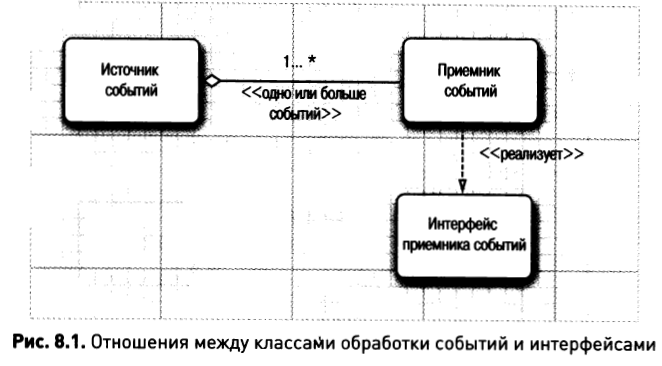 Источник
событий
1... *
<<одно или больше
событий>>
Приемник
событий
<<реализует>>
Интерфейс
приемника событий
Рис. 8.1. Отношения между классами обработки событий и интерфейсами